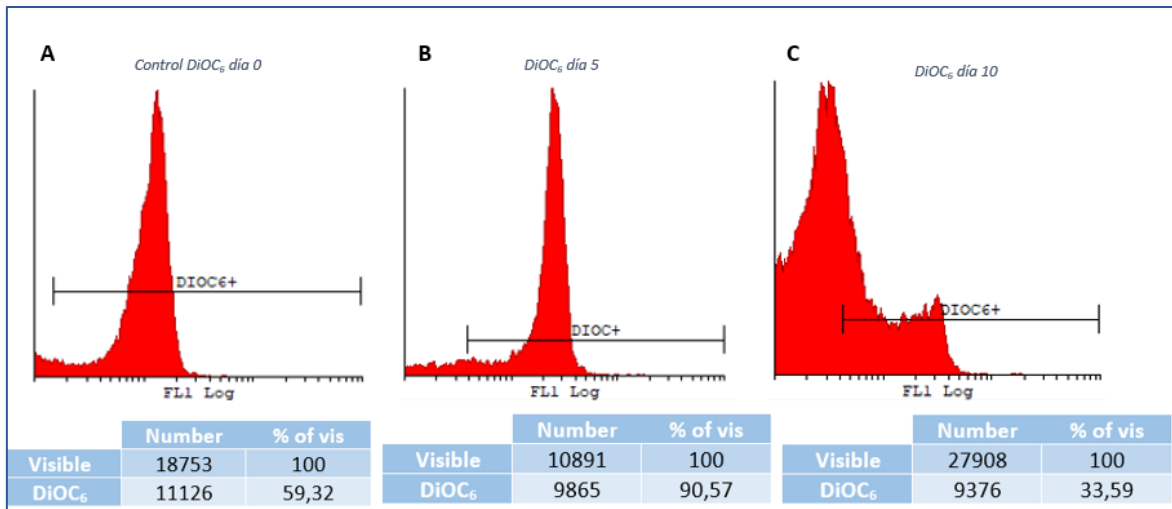 A
Control DiOC₆ día 0
DIOC6+
FL1 Log
Number % of vis
Visible 18753 100
DiOC₆ 11126 59,32
B
DiOC₆ día 5
DIOC+
FL1 Log
Number % of vis
Visible 10891 100
DiOC₆ 9865 90,57
C
DiOC₆ día 10
DIOC6+
FL1 Log
Number % of vis
Visible 27908 100
DiOC₆ 9376 33,59